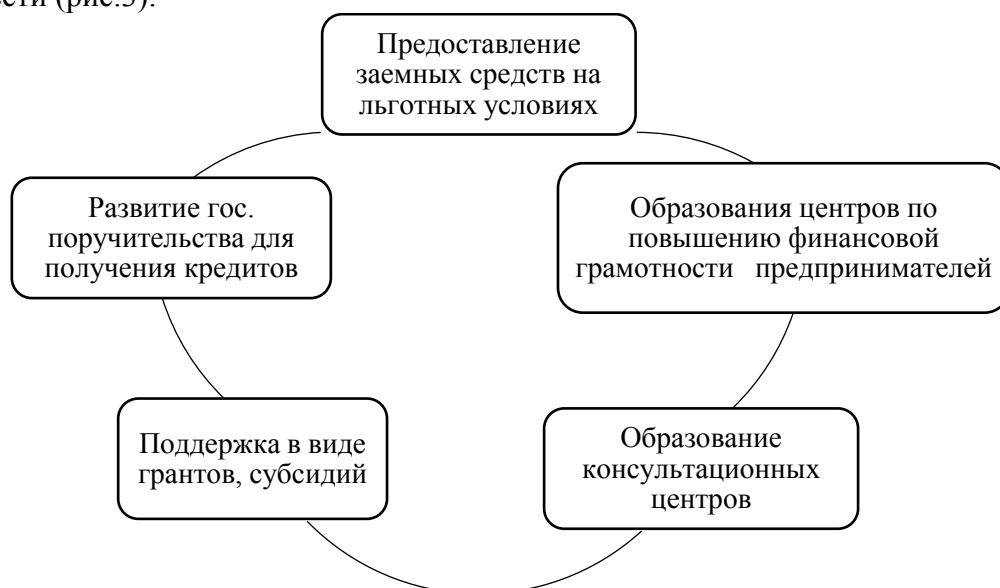 (рис.3).
Предоставление
заемных средств на
льготных условиях
Развитие гос.
поручительства для
получения кредитов
Образования центров по
повышению финансовой
грамотности предпринимателей
Поддержка в виде
грантов, субсидий
Образование
консультационных
центров